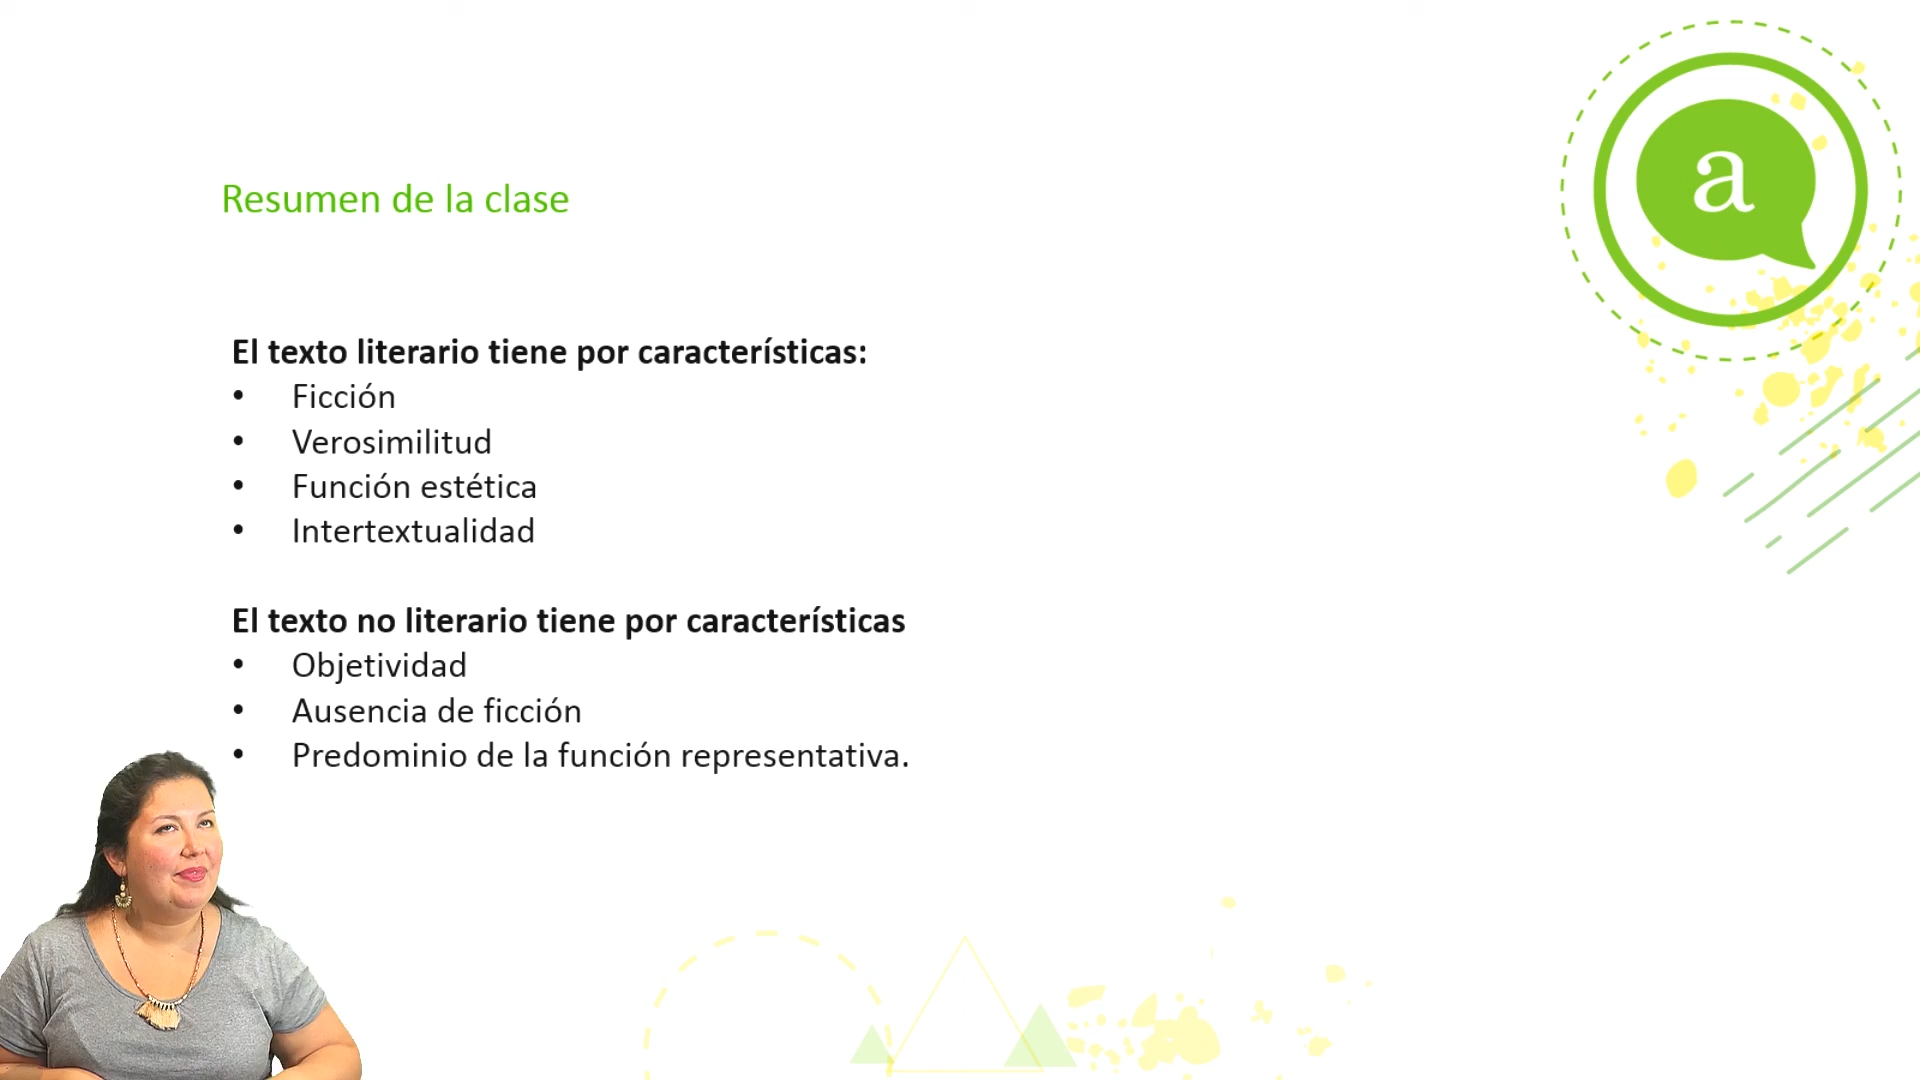 a
Resumen de la clase
El texto literario tiene por características:
• Ficción
• Verosimilitud
• Función estética
• Intertextualidad
El texto no literario tiene por características
• Objetividad
• Ausencia de ficción
• Predominio de la función representativa.